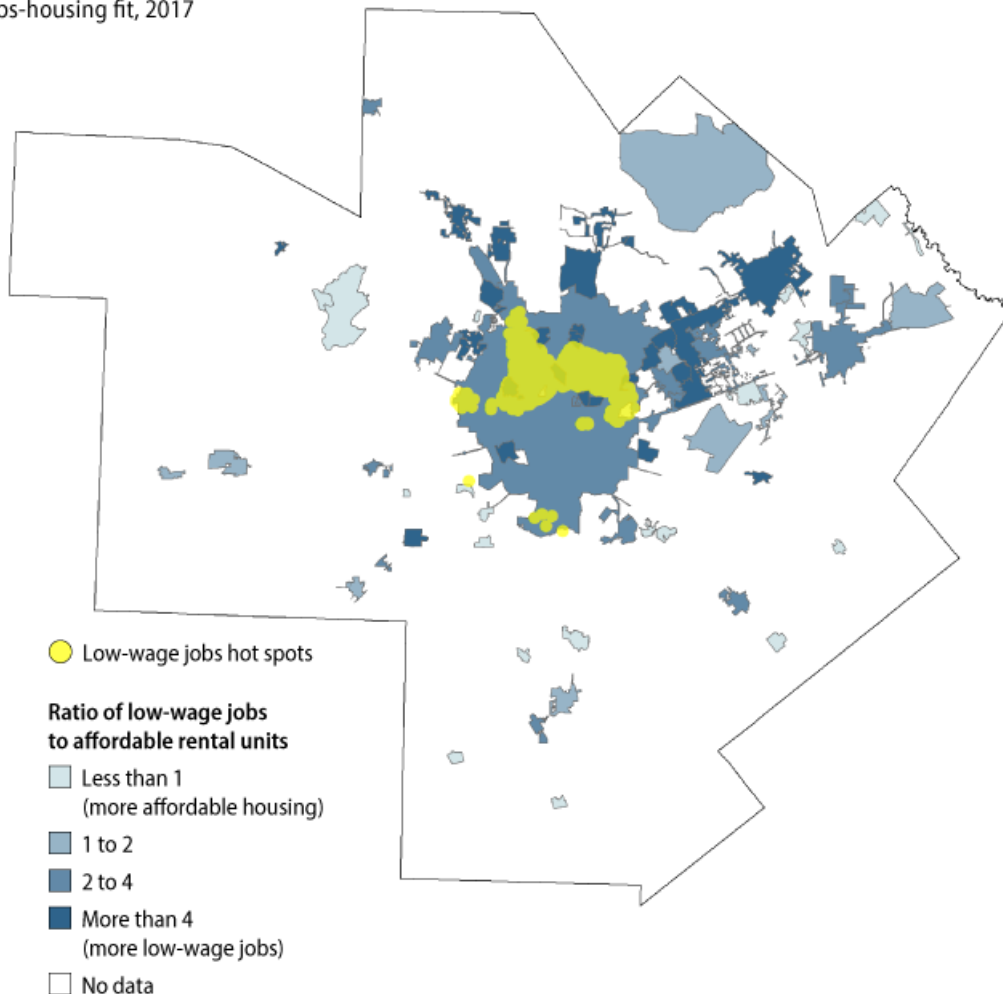 housing fit, 2017
Low-wage jobs hot spots
Ratio of low-wage jobs
to affordable rental units
Less than 1
(more affordable housing)
1 to 2
2 to 4
More than 4
(more low-wage jobs)
No data